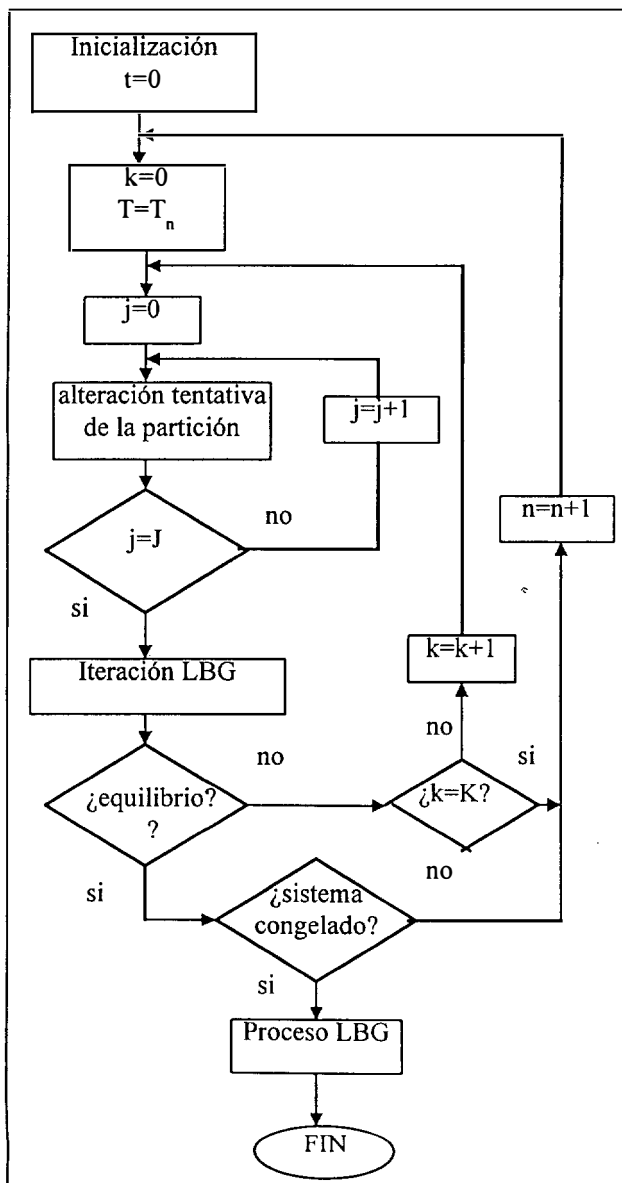 Inicialización
t=0
k=0
T=Tn
j=0
alteración tentativa
de la partición
j=j+1
j=J
no
si
n=n+1
Iteración LBG
k=k+1
¿equilibrio?
?
no
¿k=K?
no
si
si
¿sistema
congelado?
no
si
Proceso LBG
FIN